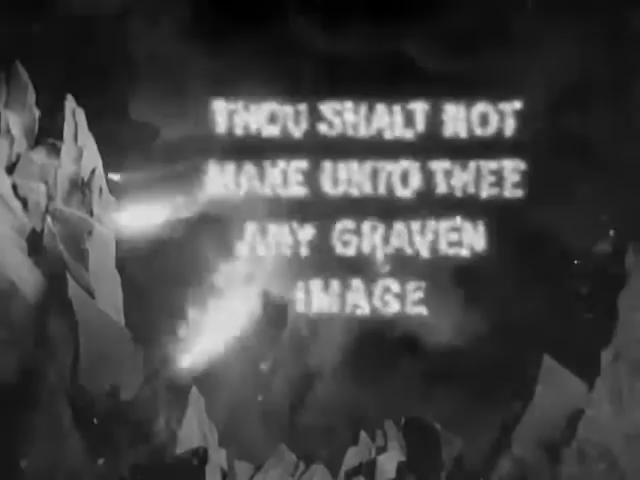 THOU SHALT NOT
MAKE UNTO THEE
ANY GRAVEN
IMAGE